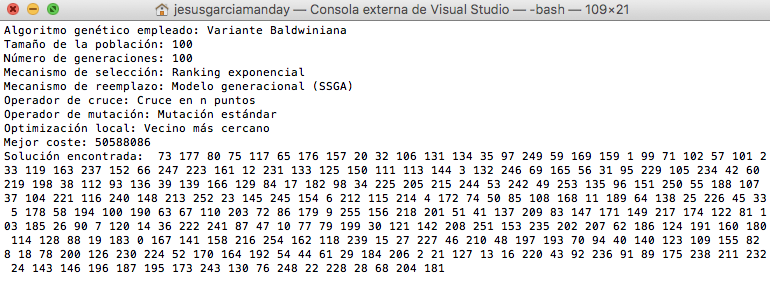 jesusgarciamanday — Consola externa de Visual Studio — -bash — 109×21
Algoritmo genético empleado: Variante Baldwiniana
Tamaño de la población: 100
Número de generaciones: 100
Mecanismo de selección: Ranking exponencial
Mecanismo de reemplazo: Modelo generacional (SSGA)
Operador de cruce: Cruce en n puntos
Operador de mutación: Mutación estándar
Optimización local: Vecino más cercano
Mejor coste: 50588086
Solución encontrada:  73 177 80 75 117 65 176 157 20 32 106 131 134 35 97 249 59 169 159 1 99 71 102 57 101 2
33 119 163 237 152 66 247 223 161 12 231 133 125 150 111 113 144 3 132 246 69 165 56 31 95 229 105 234 42 60
219 198 38 112 93 136 39 139 166 129 84 17 182 98 34 225 205 215 244 53 242 49 253 135 96 151 250 55 188 107
37 104 221 116 240 148 213 252 23 145 245 154 6 212 115 214 4 172 74 50 85 108 168 11 189 64 138 25 226 45 33
5 178 58 194 100 190 63 67 110 203 72 86 179 9 255 156 218 201 51 41 137 209 83 147 171 149 217 174 122 81 1
03 185 26 90 7 120 14 36 222 241 87 47 10 77 79 199 30 121 142 208 251 153 235 202 207 62 186 124 191 160 180
114 128 88 19 183 0 167 141 158 216 254 162 118 239 15 27 227 46 210 48 197 193 70 94 40 140 123 109 155 82
8 18 78 200 126 230 224 52 170 164 192 54 44 61 29 184 206 2 21 127 13 16 220 43 92 236 91 89 175 238 211 232
24 143 146 196 187 195 173 243 130 76 248 22 228 28 68 204 181